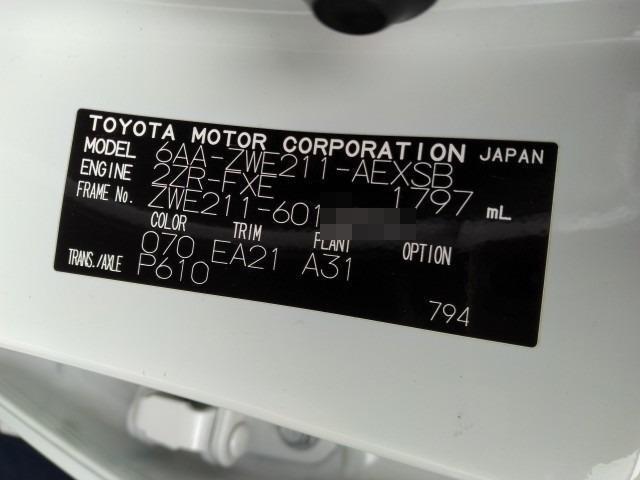 TOYOTA MOTOR CORPORATION JAPAN
MODEL 6AA-ZWE211-AEXSB
ENGINE 2ZR-FXE 1797 mL
FRAME No. ZWE211-601
COLOR TRIM PLANT OPTION
070 EA21 A31
TRANS./AXLE P610
794